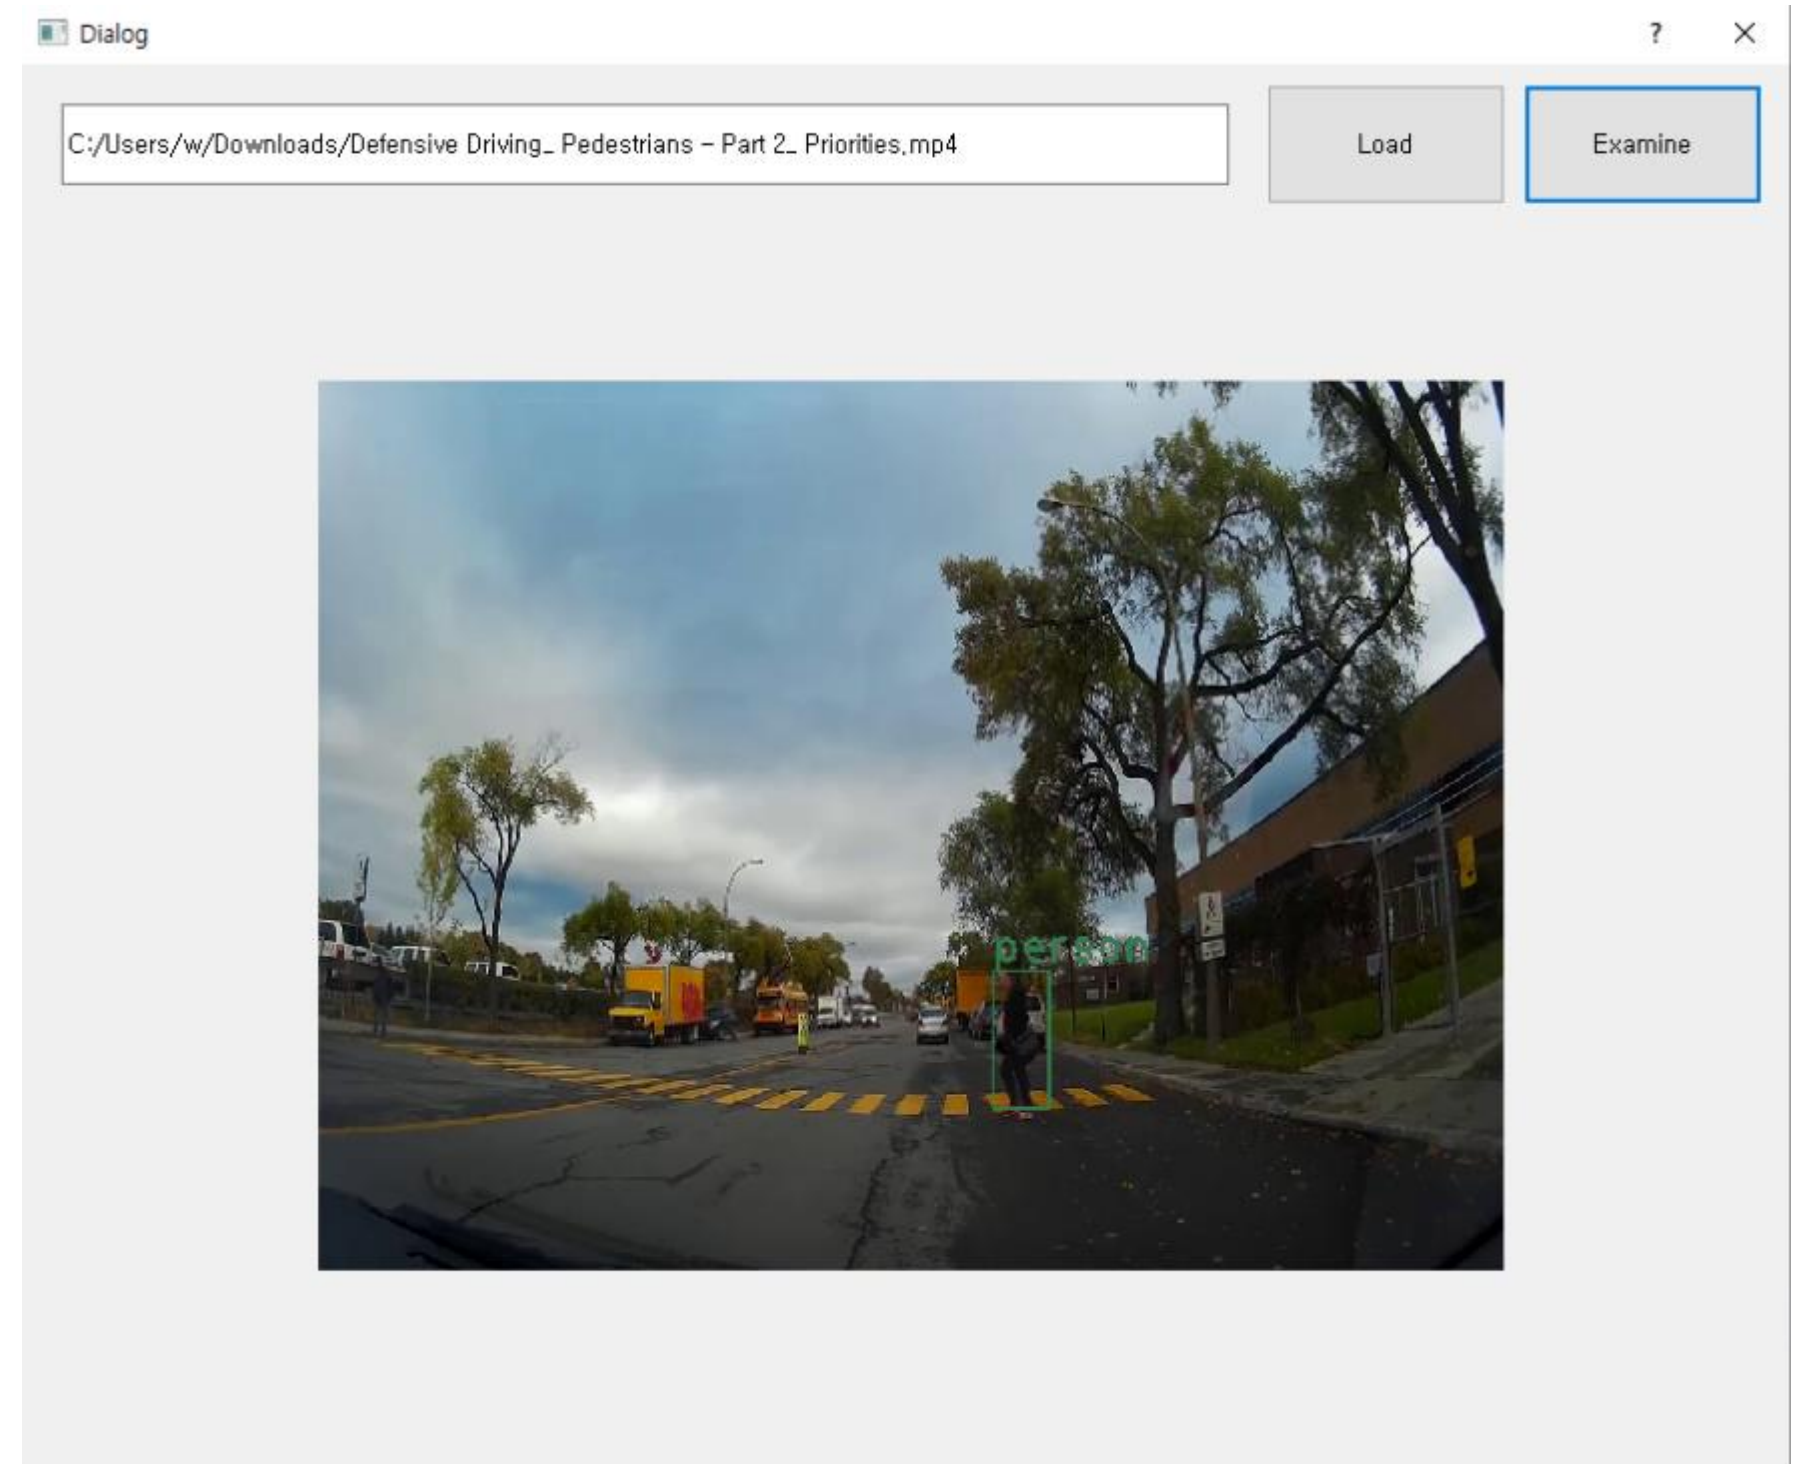 Dialog
?
C:/Users/w/Downloads/Defensive Driving_ Pedestrians - Part 2_ Priorities.mp4
Load
Examine
person